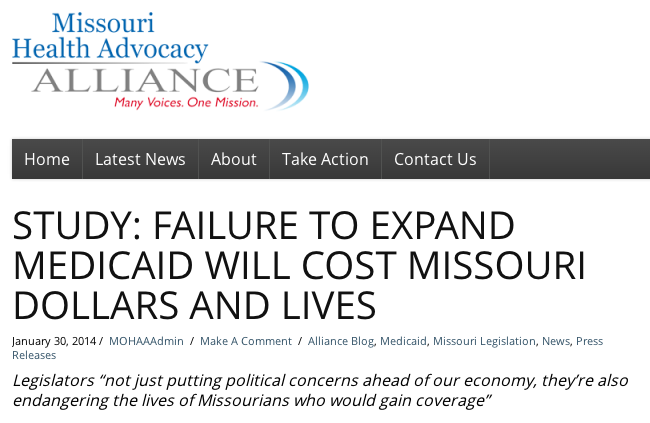 Missouri
Health Advocacy
ALLIANCE
Many Voices. One Mission.
Home Latest News About Take Action Contact Us
STUDY: FAILURE TO EXPAND
MEDICAID WILL COST MISSOURI
DOLLARS AND LIVES
January 30, 2014 / MOHAAAdmin / Make A Comment / Alliance Blog, Medicaid, Missouri Legislation, News, Press
Releases
Legislators “not just putting political concerns ahead of our economy, they’re also
endangering the lives of Missourians who would gain coverage”